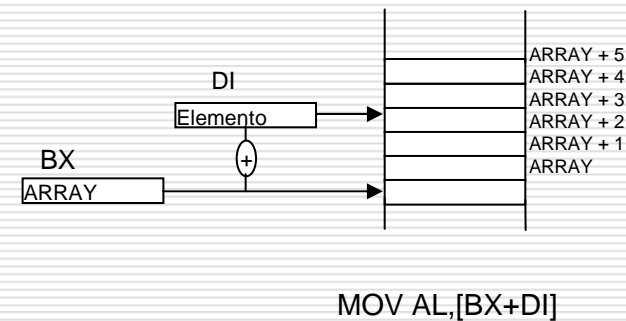 ARRAY + 5
DI
ARRAY + 4
ARRAY + 3
Elemento
ARRAY + 2
ARRAY + 1
BX
+
ARRAY
ARRAY
MOV AL,[BX+DI]